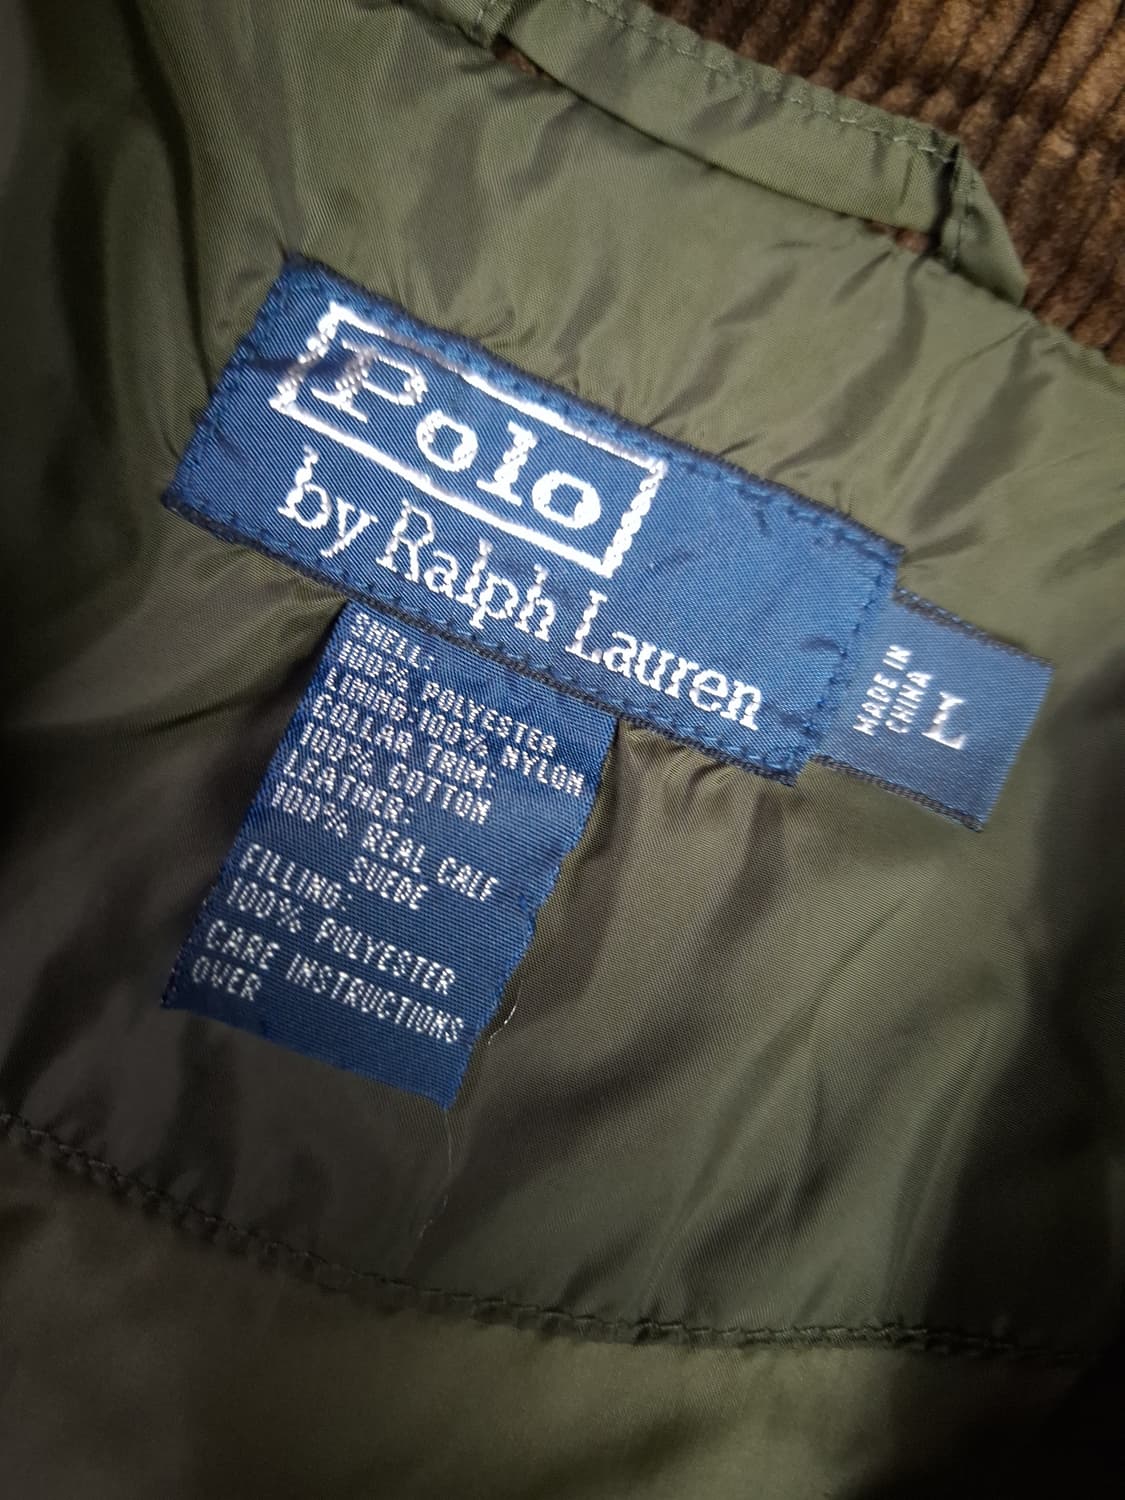 Polo
by Ralph Lauren
MADE IN
CHINA
L
SHELL:
100% POLYESTER
LINING:100% NYLON
COLLAR TRIM:
100% COTTON
LEATHER:
100% REAL CALF
SUEDE
FILLING:
100% POLYESTER
CARE INSTRUCTIONS
OVER